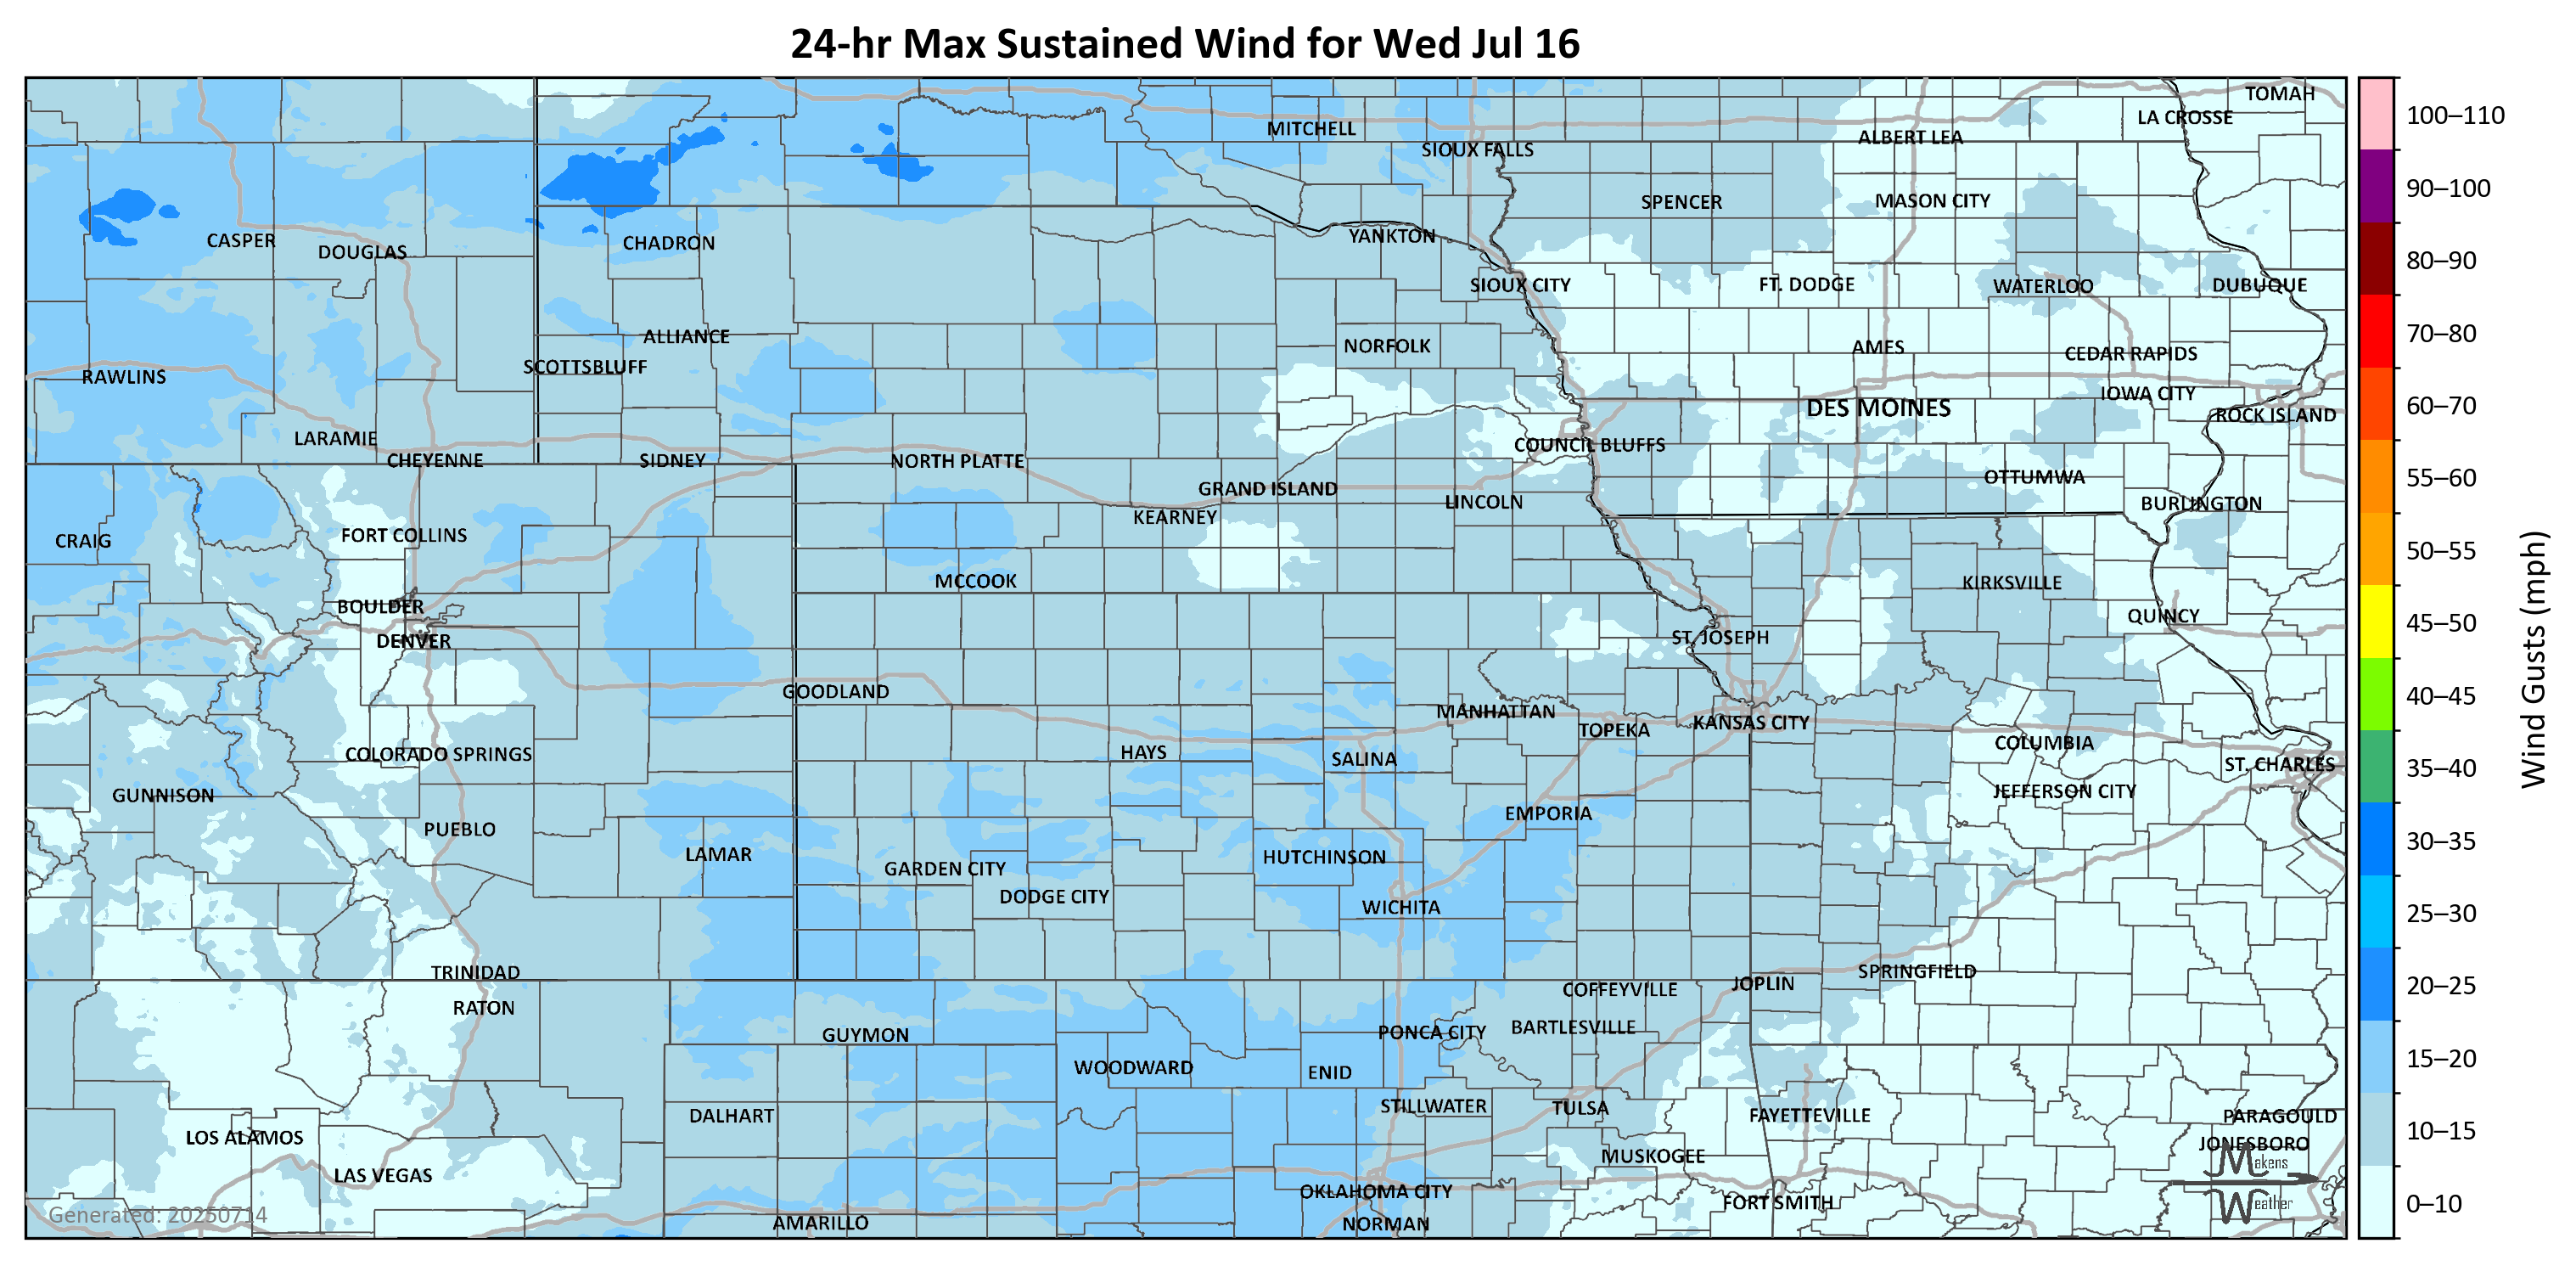 24-hr Max Sustained Wind for Wed Jul 16
TOMAH
LA CROSSE
MITCHELL
ALBERT LEA
SIOUX FALLS
SPENCER
MASON CITY
CASPER
DOUGLAS
CHADRON
YANKTON
SIOUX CITY
FT. DODGE
WATERLOO
DUBUQUE
ALLIANCE
NORFOLK
AMES
CEDAR RAPIDS
SCOTTSBLUFF
RAWLINS
IOWA CITY
DES MOINES
ROCK ISLAND
LARAMIE
COUNCIL BLUFFS
CHEYENNE
SIDNEY
NORTH PLATTE
OTTUMWA
GRAND ISLAND
LINCOLN
BURLINGTON
KEARNEY
CRAIG
FORT COLLINS
MCCOOK
KIRKSVILLE
BOULDER
QUINCY
DENVER
ST. JOSEPH
GOODLAND
MANHATTAN
TOPEKA
KANSAS CITY
COLUMBIA
COLORADO SPRINGS
HAYS
SALINA
ST. CHARLES
GUNNISON
JEFFERSON CITY
EMPORIA
PUEBLO
LAMAR
HUTCHINSON
GARDEN CITY
DODGE CITY
WICHITA
TRINIDAD
SPRINGFIELD
JOPLIN
COFFEYVILLE
RATON
GUYMON
PONCA CITY
BARTLESVILLE
WOODWARD
ENID
DALHART
STILLWATER
TULSA
FAYETTEVILLE
PARAGOULD
LOS ALAMOS
JONESBORO
MUSKOGEE
LAS VEGAS
OKLAHOMA CITY
FORT SMITH
AMARILLO
NORMAN
Generated: 20250714
Makens
Weather
100–110
90–100
80–90
70–80
60–70
55–60
50–55
45–50
40–45
35–40
30–35
25–30
20–25
15–20
10–15
0–10
Wind Gusts (mph)